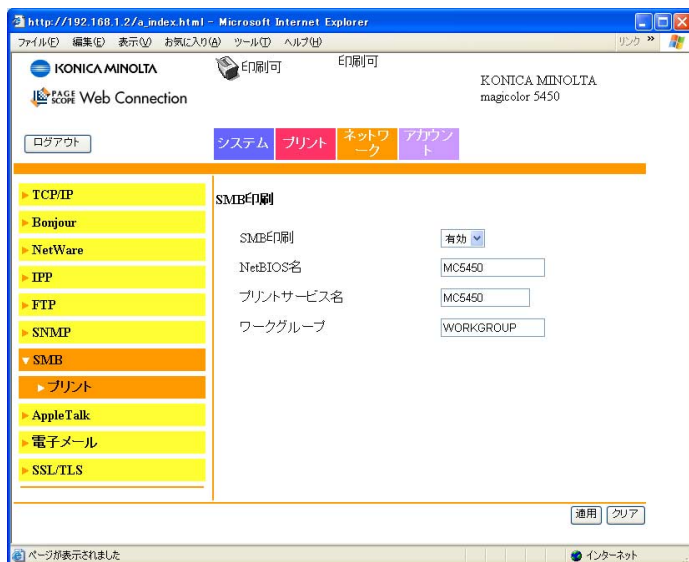 http://192.168.1.2/a_index.html - Microsoft Internet Explorer
ファイル(F) 編集(E) 表示(V) お気に入り(A) ツール(T) ヘルプ(H) リンク »
KONICA MINOLTA
PAGE SCOPE Web Connection
印刷可
印刷可
KONICA MINOLTA
magicolor 5450
ログアウト
システム
プリント
ネットワ
ーク
アカウン
ト
TCP/IP
Bonjour
NetWare
IPP
FTP
SNMP
SMB
プリント
AppleTalk
電子メール
SSL/TLS
SMB印刷
SMB印刷 有効
NetBIOS名 MC5450
プリントサービス名 MC5450
ワークグループ WORKGROUP
適用 クリア
ページが表示されました インターネット